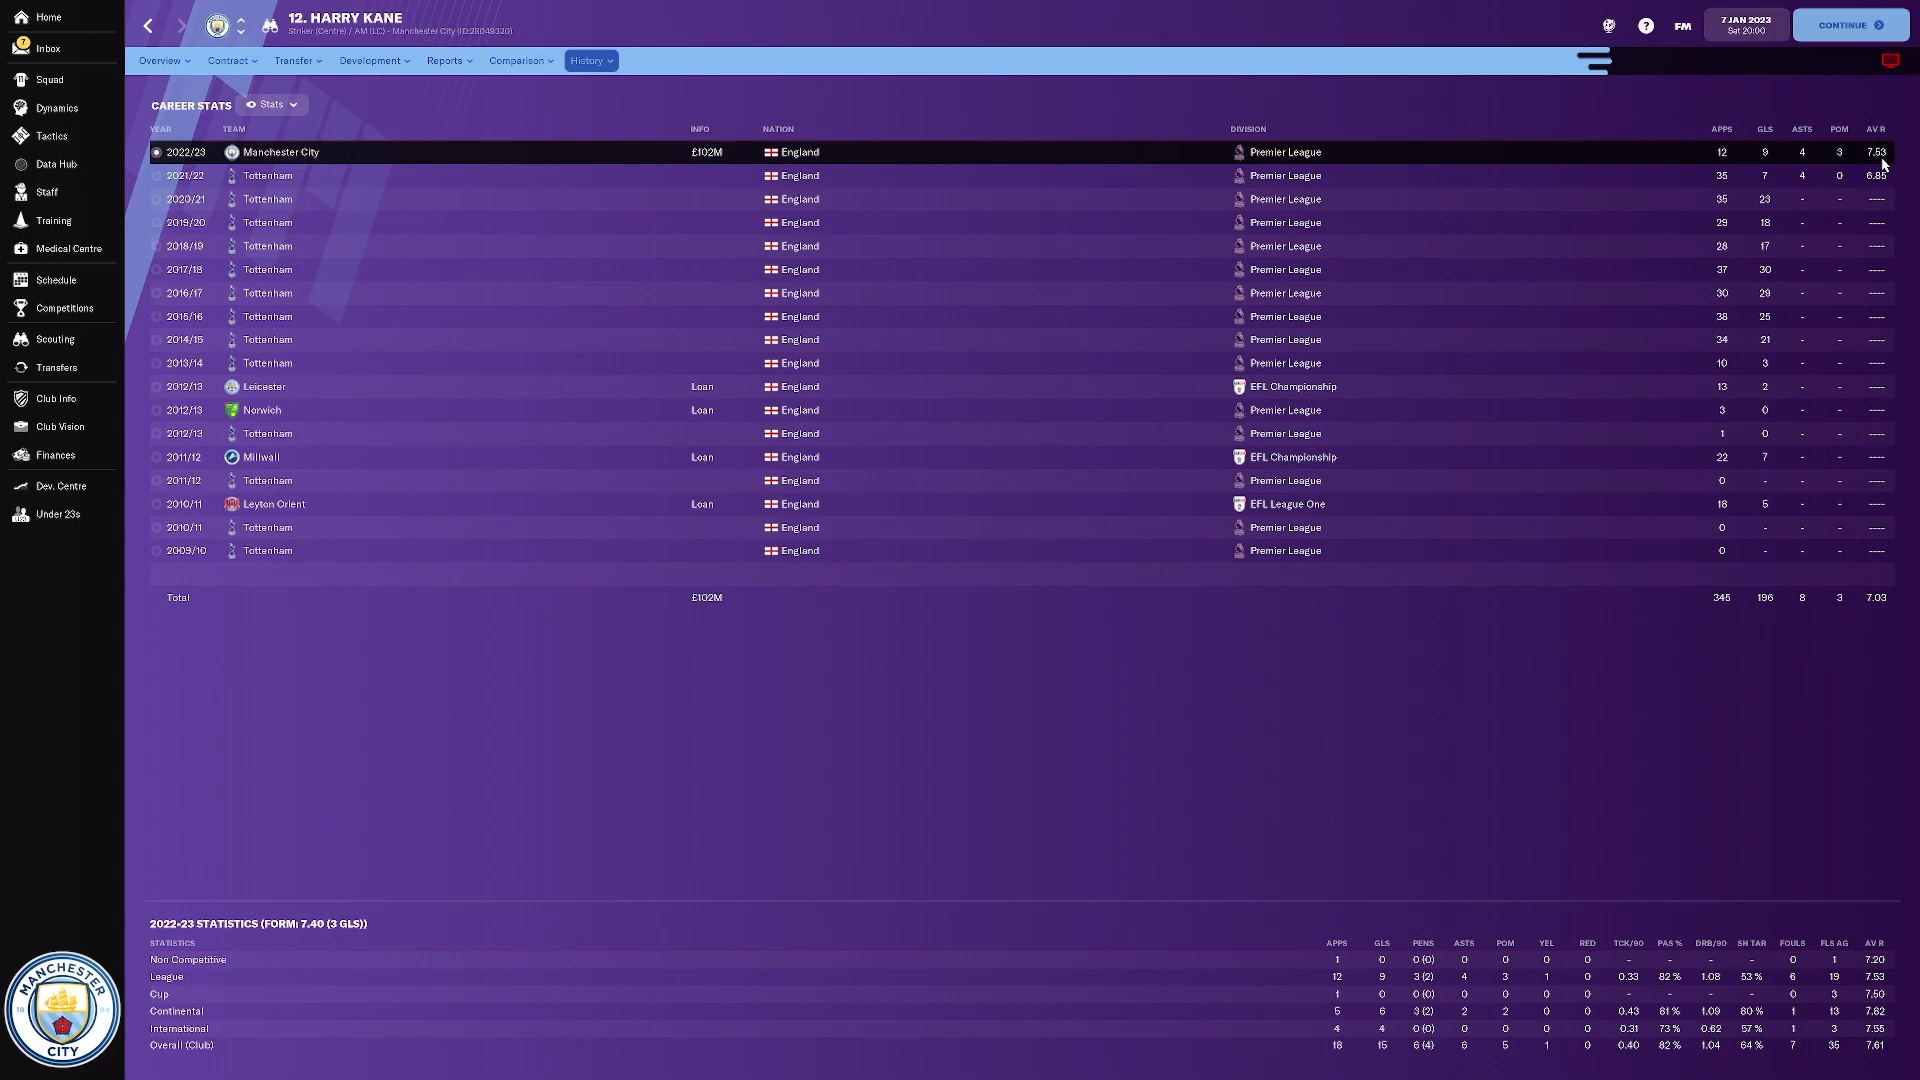 Home
7
Inbox
Squad
Dynamics
Tactics
Data Hub
Staff
Training
Medical Centre
Schedule
Competitions
Scouting
Transfers
Club Info
Club Vision
Finances
Dev. Centre
Under 23s
MANCHESTER
18 94
CITY
12. HARRY KANE
Striker (Centre) / AM (LC) - Manchester City (ID:28049320)
? FM 7 JAN 2023
Sat 20:00
CONTINUE
Overview Contract Transfer Development Reports Comparison History
CAREER STATS Stats
YEAR TEAM INFO NATION DIVISION APPS GLS ASTS POM AV R
2022/23 Manchester City £102M England Premier League 12 9 4 3 7.53
2021/22 Tottenham England Premier League 35 7 4 0 6.85
2020/21 Tottenham England Premier League 35 23 - - ----
2019/20 Tottenham England Premier League 29 18 - - ----
2018/19 Tottenham England Premier League 28 17 - - ----
2017/18 Tottenham England Premier League 37 30 - - ----
2016/17 Tottenham England Premier League 30 29 - - ----
2015/16 Tottenham England Premier League 38 25 - - ----
2014/15 Tottenham England Premier League 34 21 - - ----
2013/14 Tottenham England Premier League 10 3 - - ----
2012/13 Leicester Loan England EFL Championship 13 2 - - ----
2012/13 Norwich Loan England Premier League 3 0 - - ----
2012/13 Tottenham England Premier League 1 0 - - ----
2011/12 Millwall Loan England EFL Championship 22 7 - - ----
2011/12 Tottenham England Premier League 0 - - - ----
2010/11 Leyton Orient Loan England EFL League One 18 5 - - ----
2010/11 Tottenham England Premier League 0 - - - ----
2009/10 Tottenham England Premier League 0 - - - ----
Total £102M 345 196 8 3 7.03
2022-23 STATISTICS (FORM: 7.40 (3 GLS))
STATISTICS APPS GLS PENS ASTS POM YEL RED TCK/90 PAS % DRB/90 SH TAR FOULS FLS AG AV R
Non Competitive 1 0 0 (0) 0 0 0 0 - - - - 0 1 7.20
League 12 9 3 (2) 4 3 1 0 0.33 82 % 1.08 53 % 6 19 7.53
Cup 1 0 0 (0) 0 0 0 0 - - - - 0 3 7.50
Continental 5 6 3 (2) 2 2 0 0 0.43 81 % 1.09 80 % 1 13 7.82
International 4 4 0 (0) 0 0 0 0 0.31 73 % 0.62 57 % 1 3 7.55
Overall (Club) 18 15 6 (4) 6 5 1 0 0.40 82 % 1.04 64 % 7 35 7.61